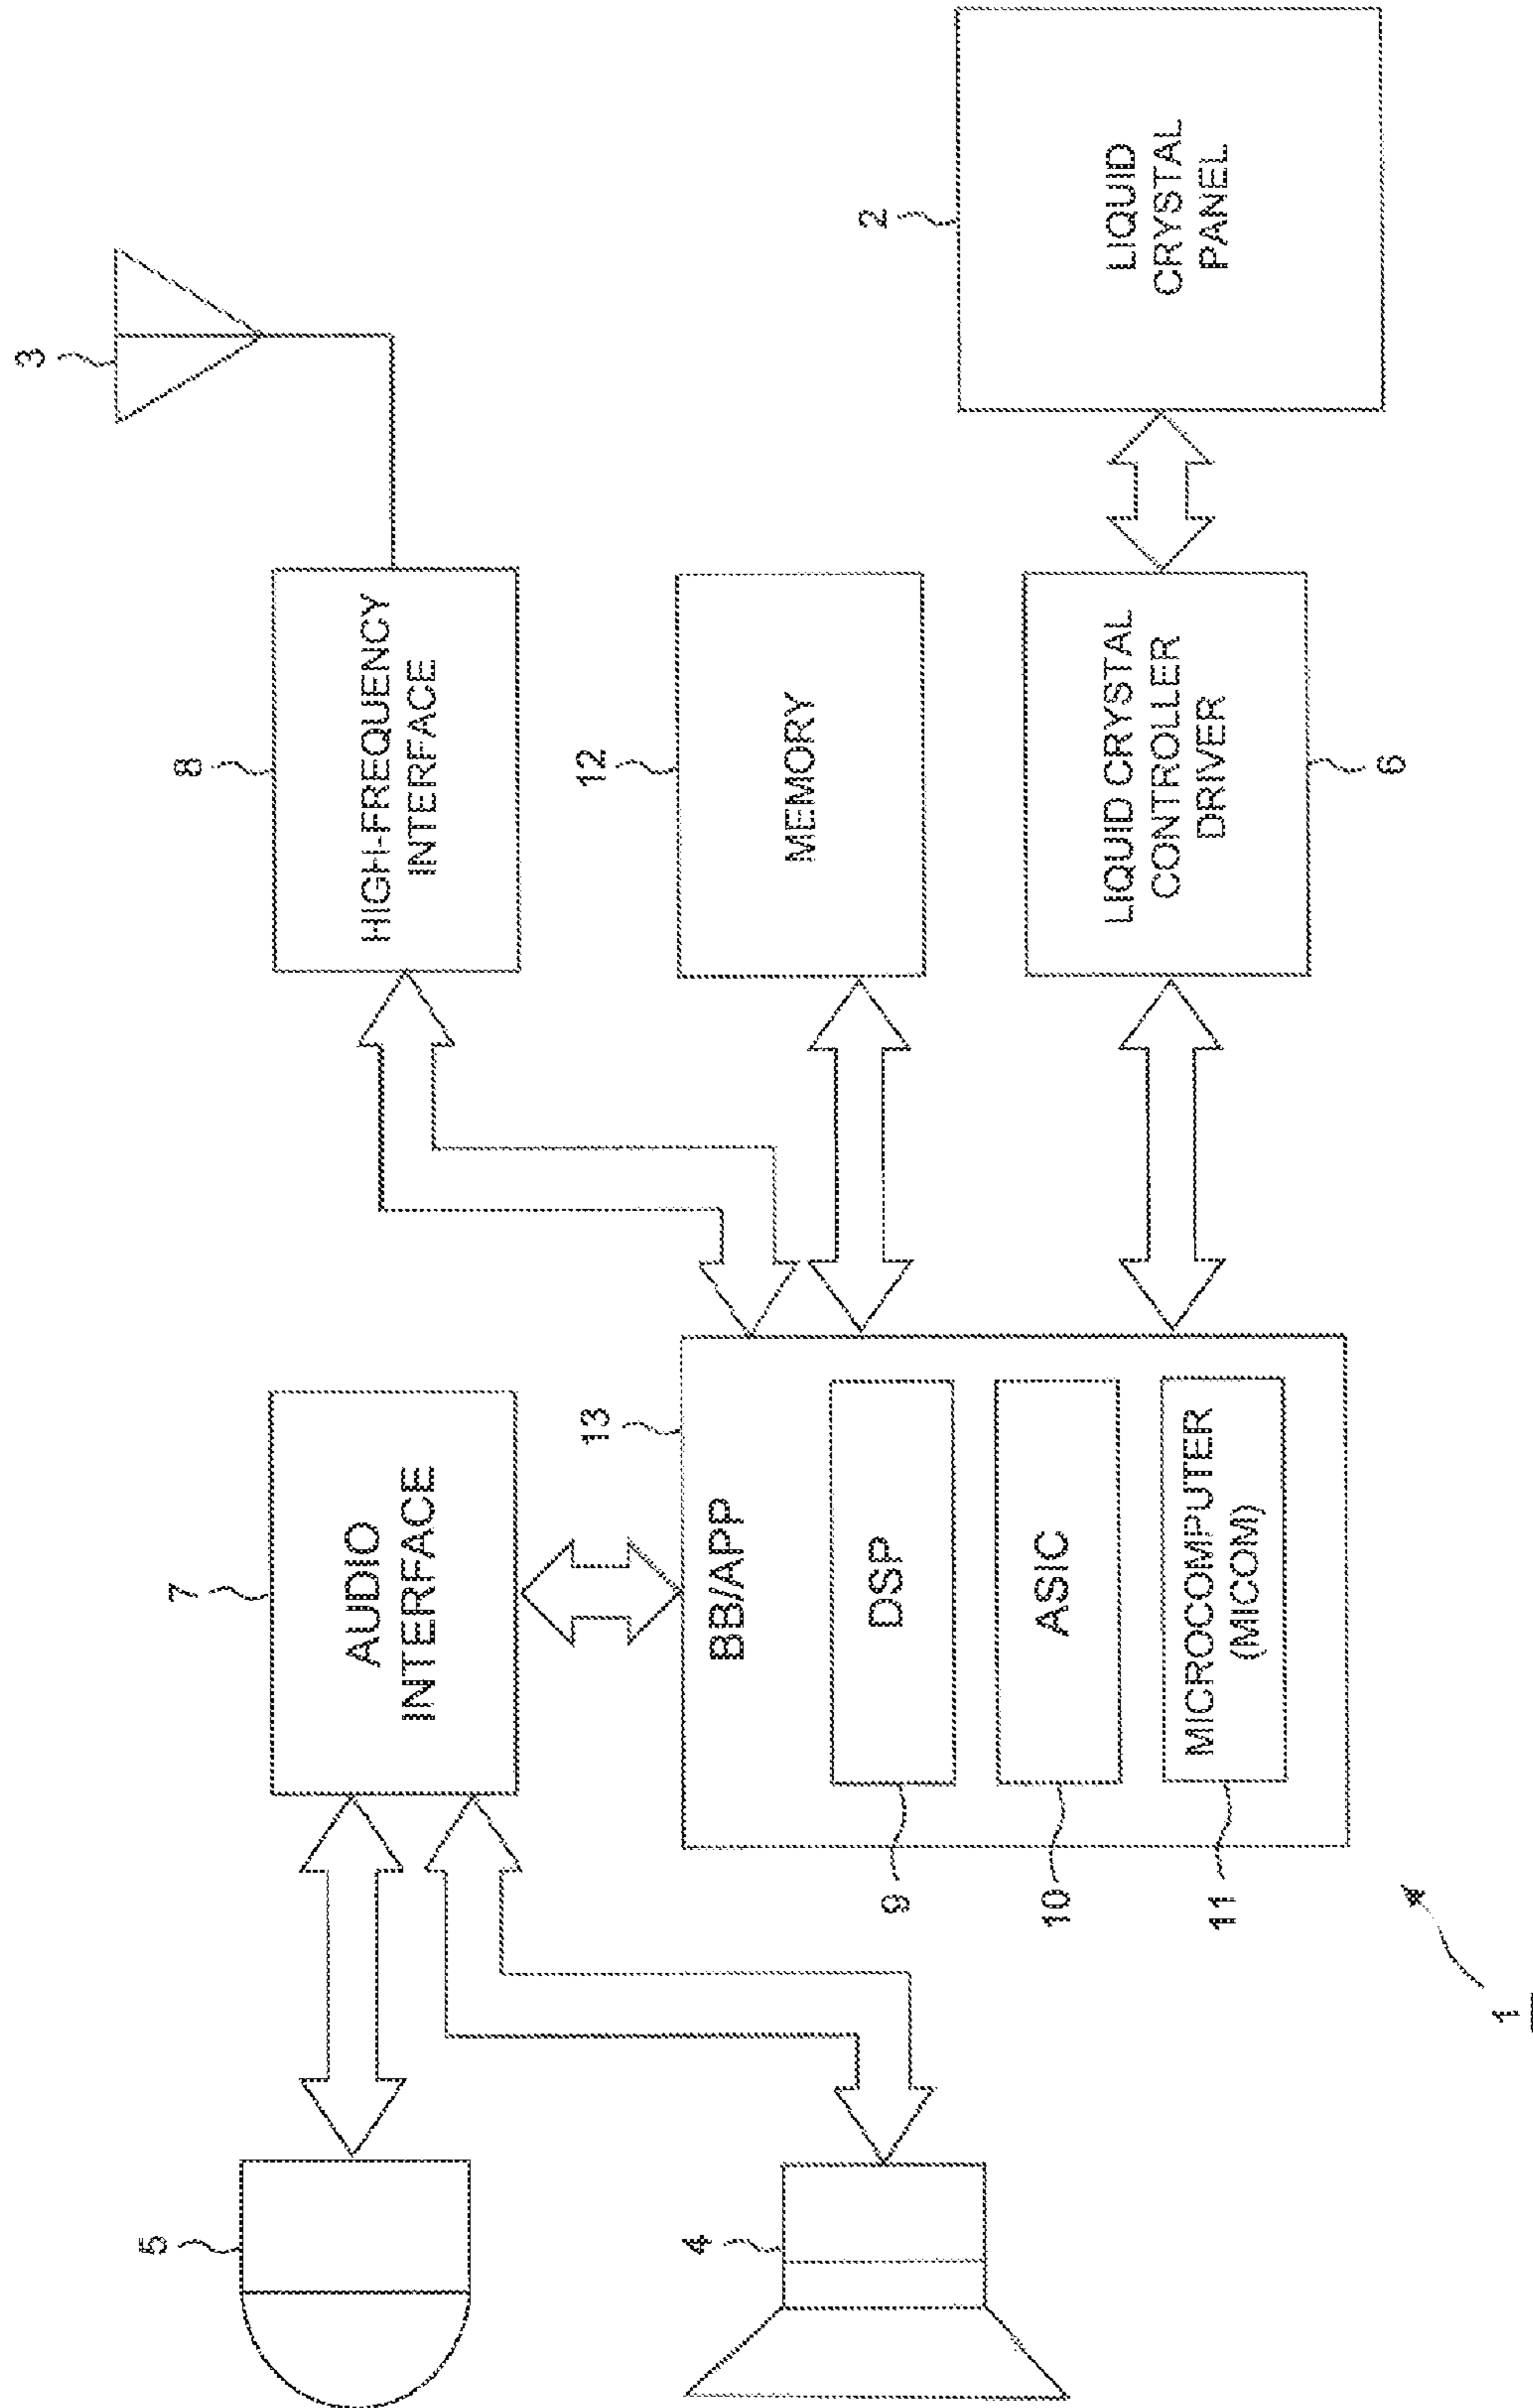 3
8
HIGH-FREQUENCY
INTERFACE
7
AUDIO
INTERFACE
5
12
MEMORY
2
LIQUID
CRYSTAL
PANEL
13
BB/APP
DSP
9
ASIC
10
MICROCOMPUTER
(MICOM)
11
LIQUID CRYSTAL
CONTROLLER
DRIVER
6
4
1